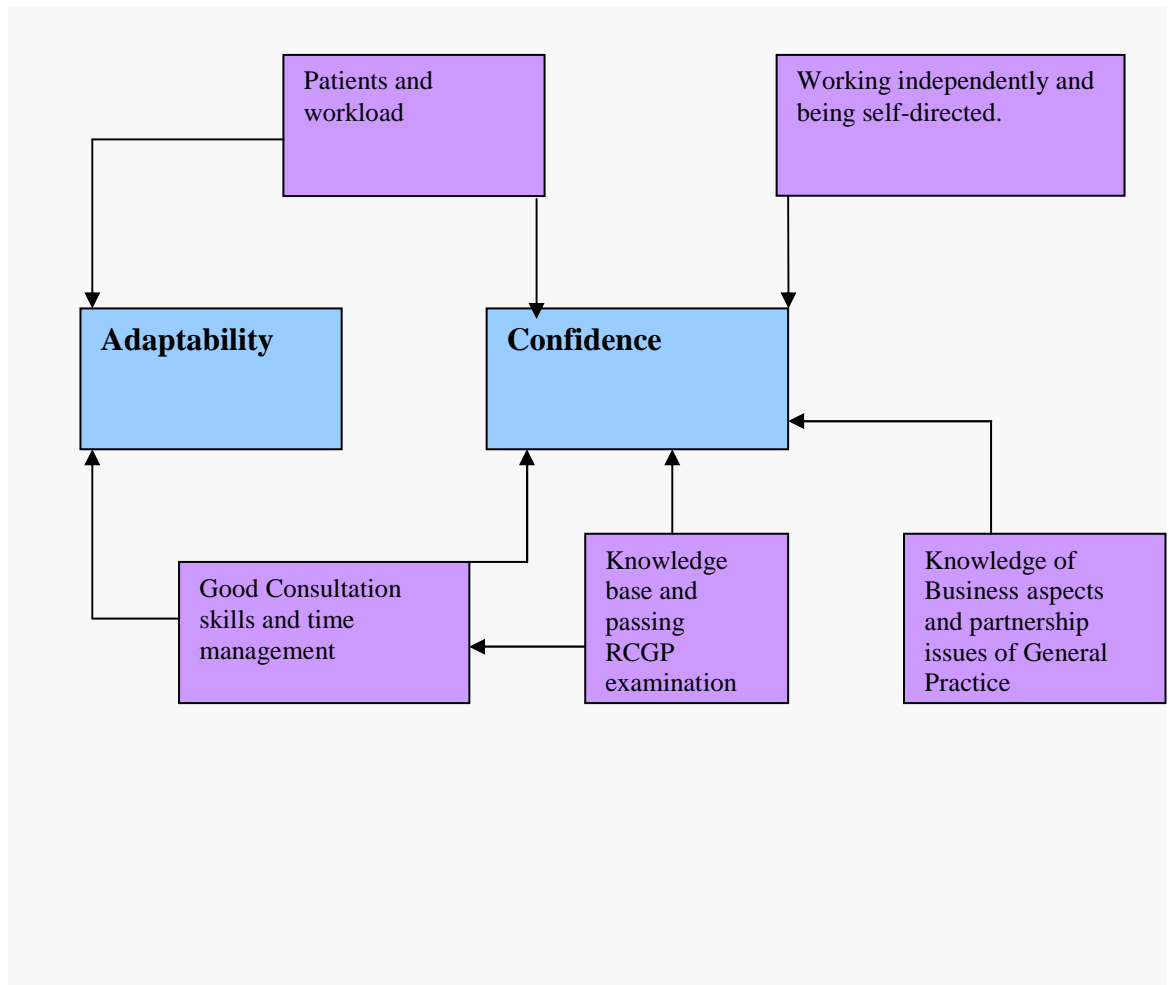 Patients and
workload
Working independently and
being self-directed.
Adaptability
Confidence
Good Consultation
skills and time
management
Knowledge
base and
passing
RCGP
examination
Knowledge of
Business aspects
and partnership
issues of General
Practice